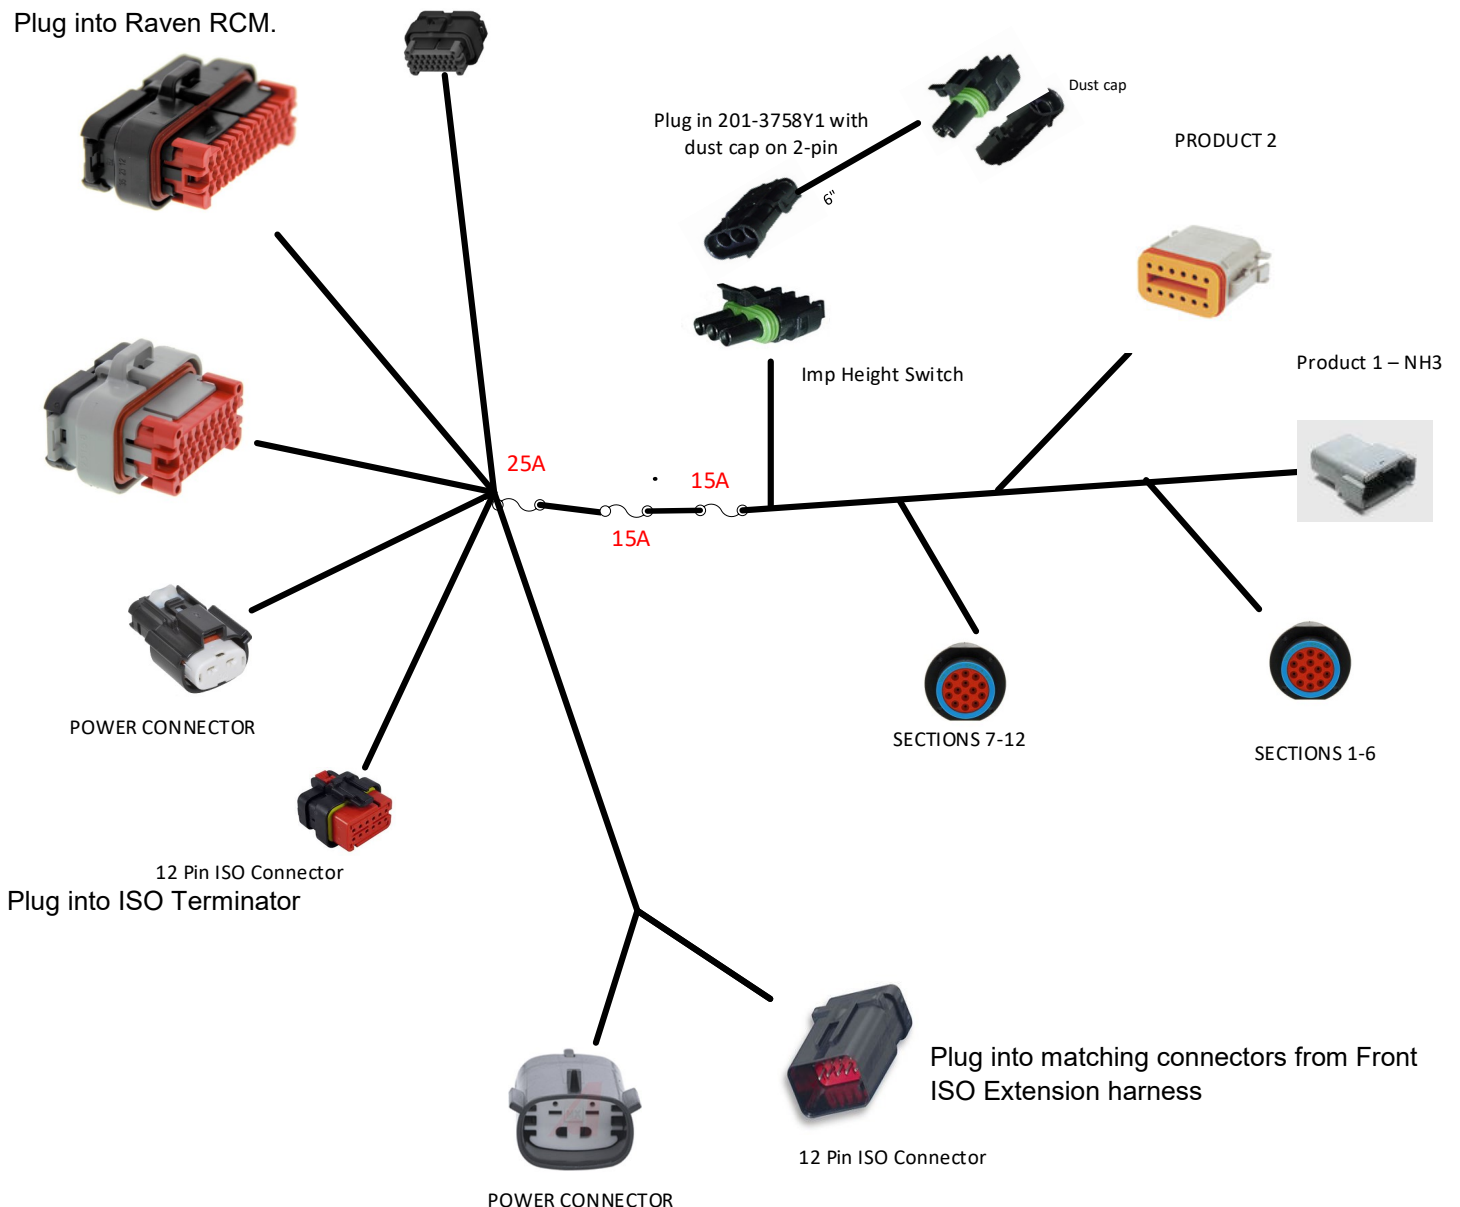 Plug into Raven RCM.
Dust cap
Plug in 201-3758Y1 with
dust cap on 2-pin
6"
PRODUCT 2
Imp Height Switch
Product 1 – NH3
25A
15A
15A
POWER CONNECTOR
SECTIONS 7-12
SECTIONS 1-6
12 Pin ISO Connector
Plug into ISO Terminator
Plug into matching connectors from Front
ISO Extension harness
12 Pin ISO Connector
POWER CONNECTOR